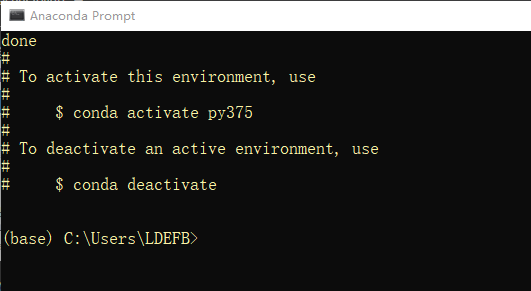 Anaconda Prompt
done
#
# To activate this environment, use
#
#     $ conda activate py375
#
# To deactivate an active environment, use
#
#     $ conda deactivate
(base) C:\Users\LDEFB>